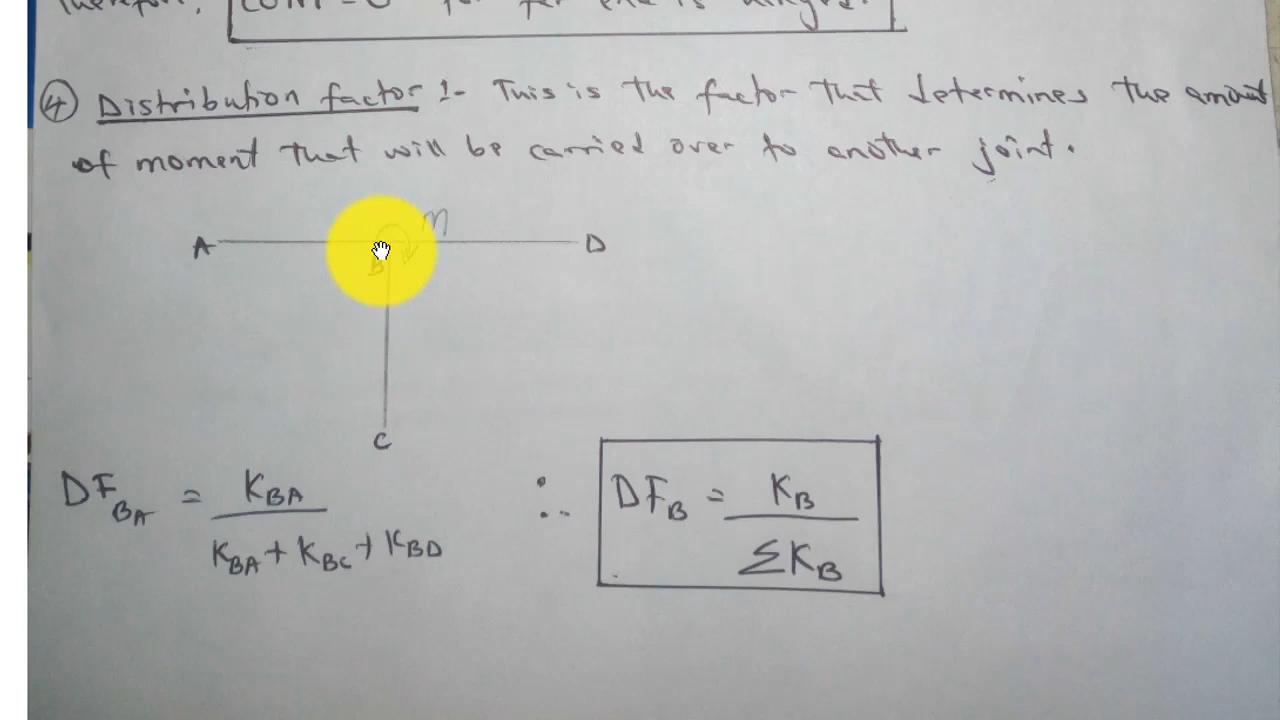 ④ Distribution factor :- This is the factor that determines the amount
of moment that will be carried over to another joint.
M
A D
B
C
DF_BA = K_BA / K_BA + K_BC + K_BD
∴ DF_B = K_B / ΣK_B